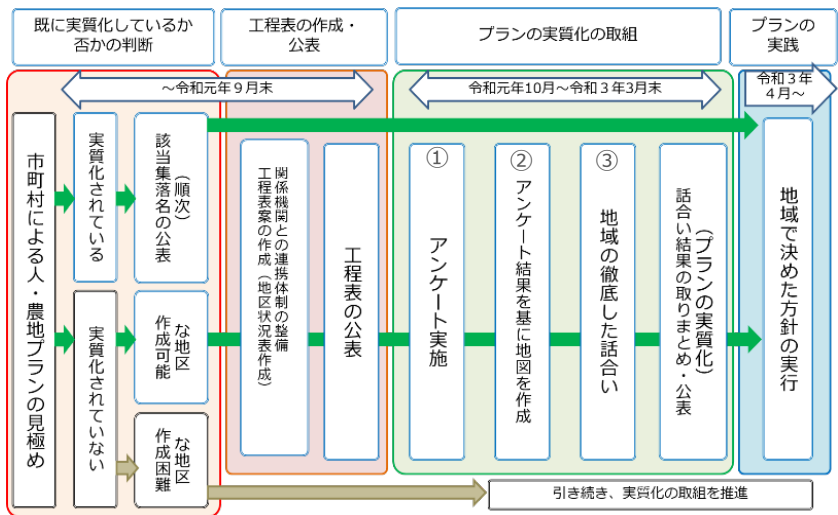 既に実質化しているか
否かの判断
工程表の作成・
公表
プランの実質化の取組
プランの
実践
～令和元年９月末
令和元年10月～令和３年3月末
令和３年
４月～
市町村による人・農地プランの見極め
実質化されている
該当集落名の公表
（順次）
実質化されていない
作成可能
な地区
作成困難
な地区
関係機関との連携体制の整備
工程表案の作成（地区状況表作成）
工程表の公表
①
アンケート実施
②
アンケート結果を基に地図を作成
③
地域の徹底した話合い
話合い結果の取りまとめ・公表
（プランの実質化）
地域で決めた方針の実行
引き続き、実質化の取組を推進